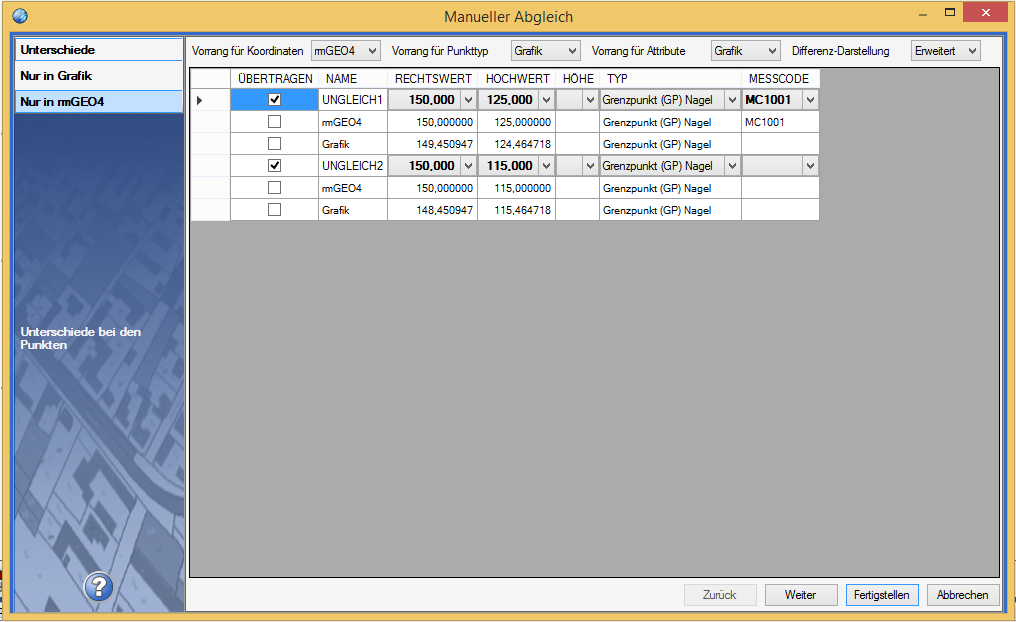 Manueller Abgleich
Unterschiede
Nur in Grafik
Nur in rmGEO4
Unterschiede bei den
Punkten
?
Vorrang für Koordinaten rmGEO4 Vorrang für Punkttyp Grafik Vorrang für Attribute Grafik Differenz-Darstellung Erweitert
ÜBERTRAGEN NAME RECHTSWERT HOCHWERT HÖHE TYP MESSCODE
UNGLEICH1 150,000 125,000 Grenzpunkt (GP) Nagel MC1001
rmGEO4 150,000000 125,000000 Grenzpunkt (GP) Nagel MC1001
Grafik 149,450947 124,464718 Grenzpunkt (GP) Nagel
UNGLEICH2 150,000 115,000 Grenzpunkt (GP) Nagel
rmGEO4 150,000000 115,000000 Grenzpunkt (GP) Nagel
Grafik 148,450947 115,464718 Grenzpunkt (GP) Nagel
Zurück Weiter Fertigstellen Abbrechen